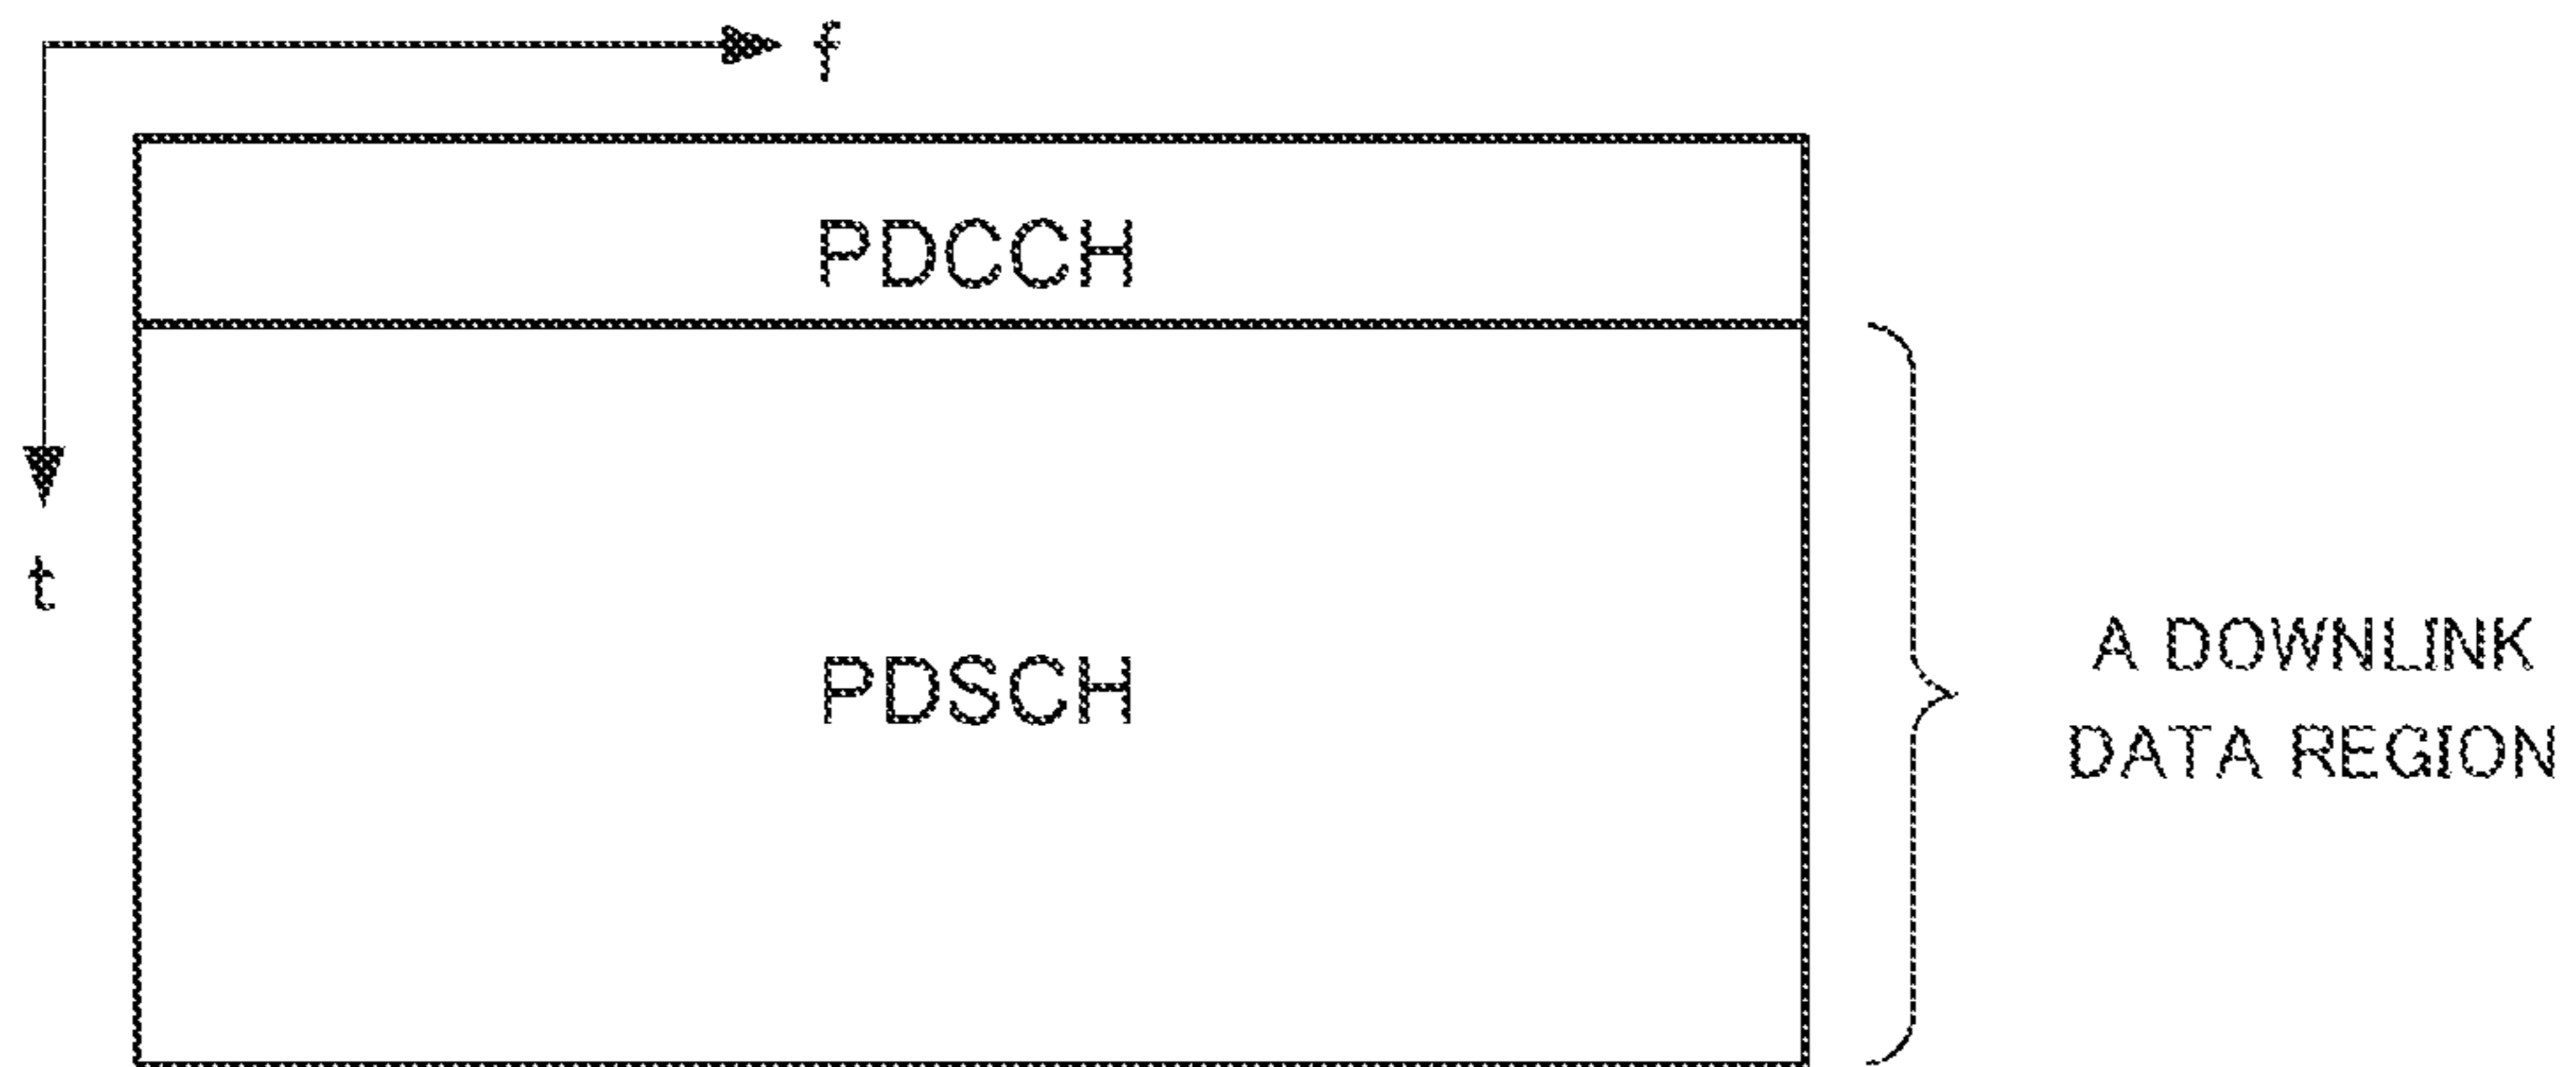 f
PDCCH
t
PDSCH
A DOWNLINK
DATA REGION